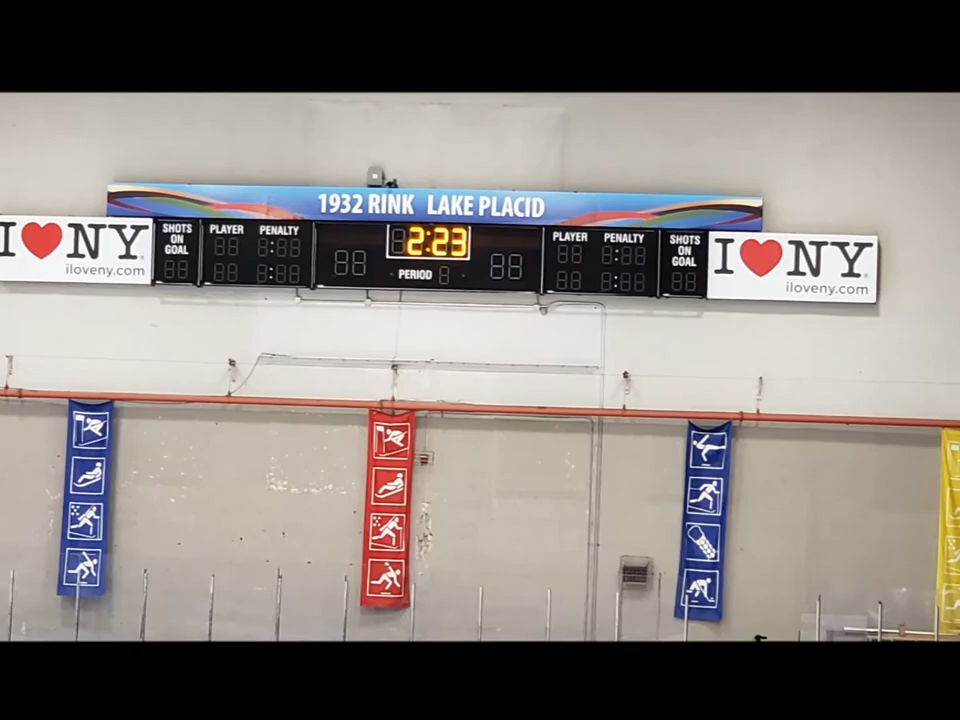 1932 RINK LAKE PLACID
I NY
iloveny.com
SHOTS
ON
GOAL
PLAYER PENALTY
2:23
PERIOD
PLAYER PENALTY
SHOTS
ON
GOAL
I NY
iloveny.com